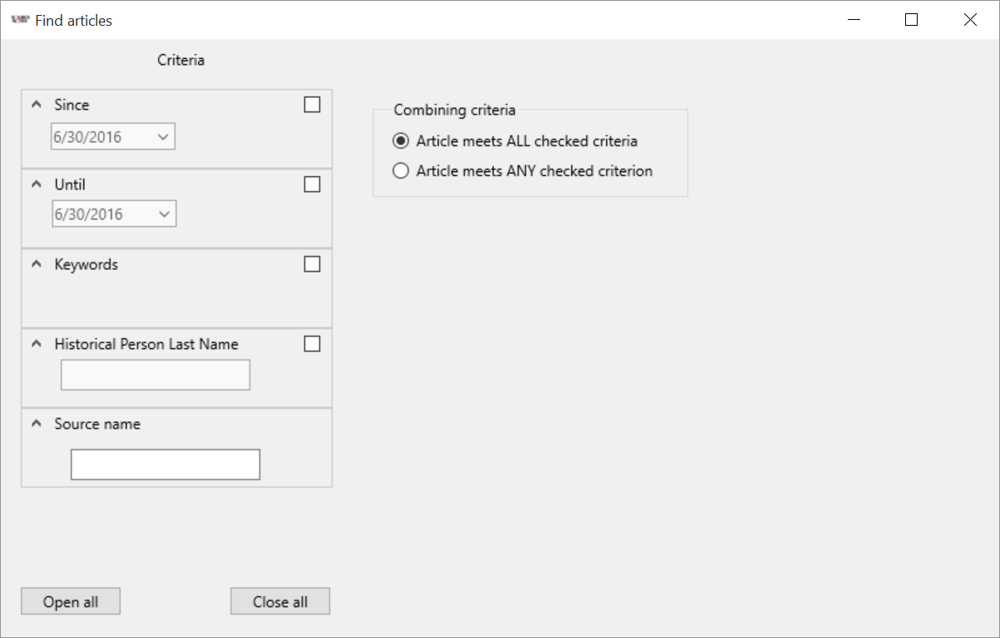 Find articles
Criteria
Since
6/30/2016
Until
6/30/2016
Keywords
Historical Person Last Name
Source name
Combining criteria
Article meets ALL checked criteria
Article meets ANY checked criterion
Open all
Close all